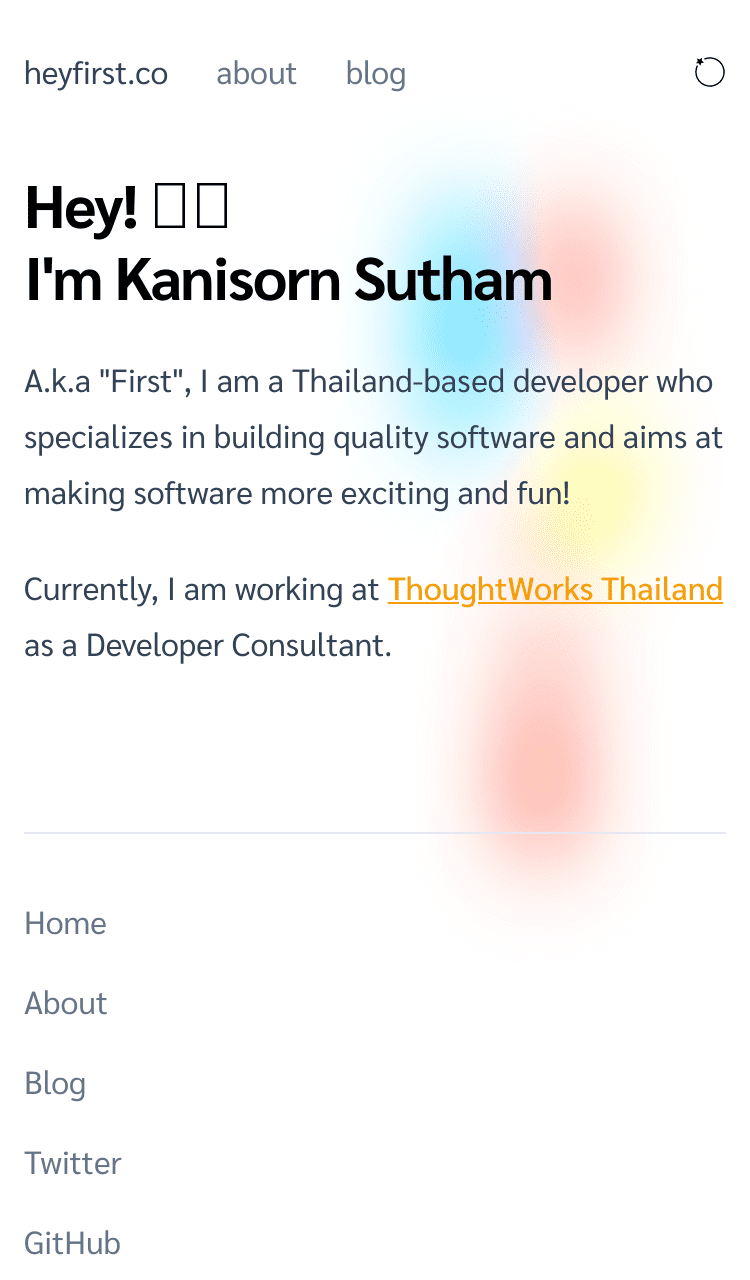 heyfirst.co about blog
Hey!
I'm Kanisorn Sutham
A.k.a "First", I am a Thailand-based developer who
specializes in building quality software and aims at
making software more exciting and fun!
Currently, I am working at ThoughtWorks Thailand
as a Developer Consultant.
Home
About
Blog
Twitter
GitHub